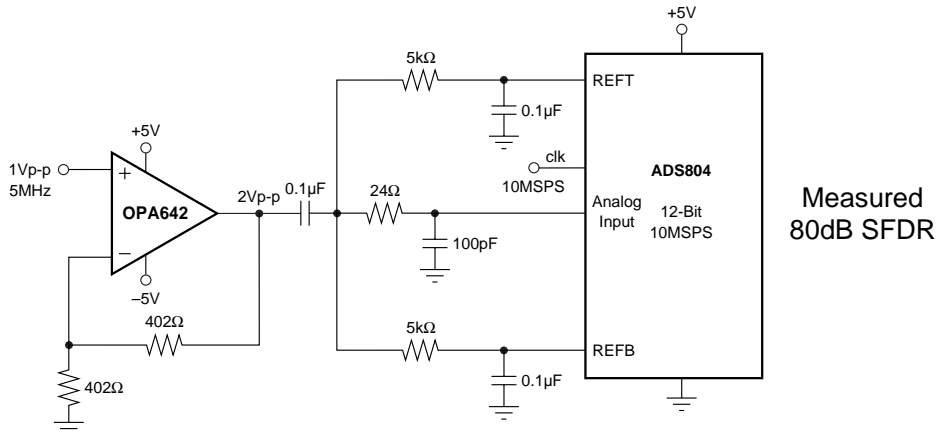 +5V
5kΩ
REFT
0.1µF
+5V
1Vp-p
5MHz
+
OPA642
–
–5V
2Vp-p
0.1µF
24Ω
100pF
clk
10MSPS
ADS804
Analog
Input
12-Bit
10MSPS
Measured
80dB SFDR
402Ω
402Ω
5kΩ
REFB
0.1µF